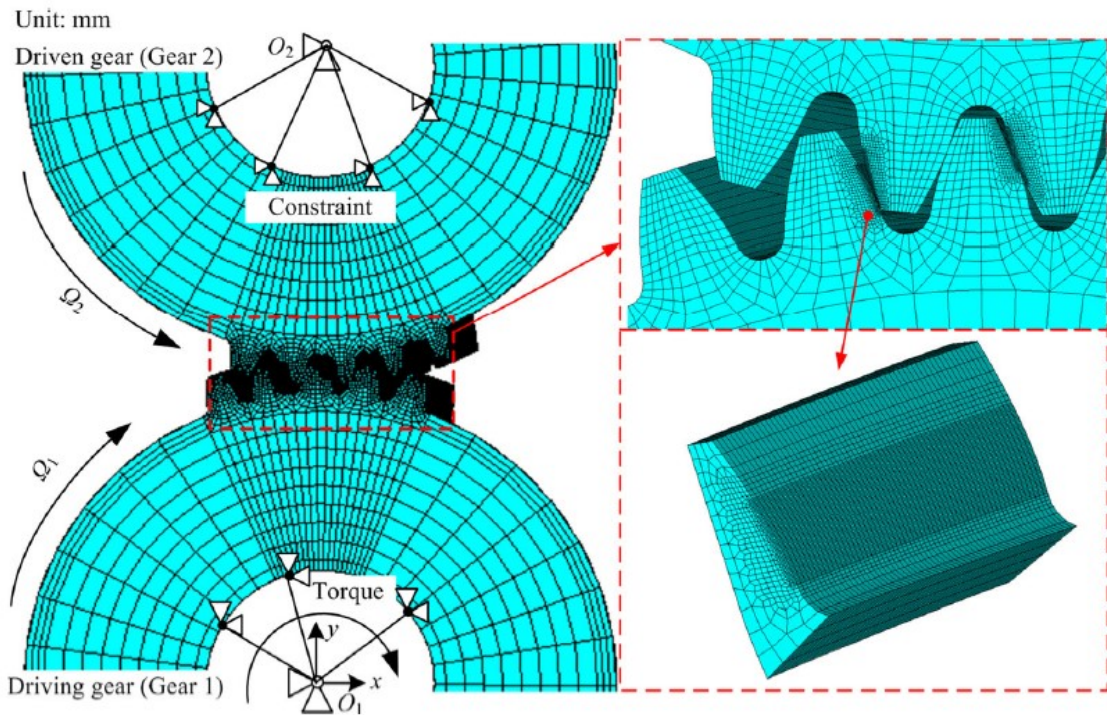 Unit: mm
Driven gear (Gear 2)
O2
Constraint
Ω2
Ω1
Torque
y
x
O1
Driving gear (Gear 1)